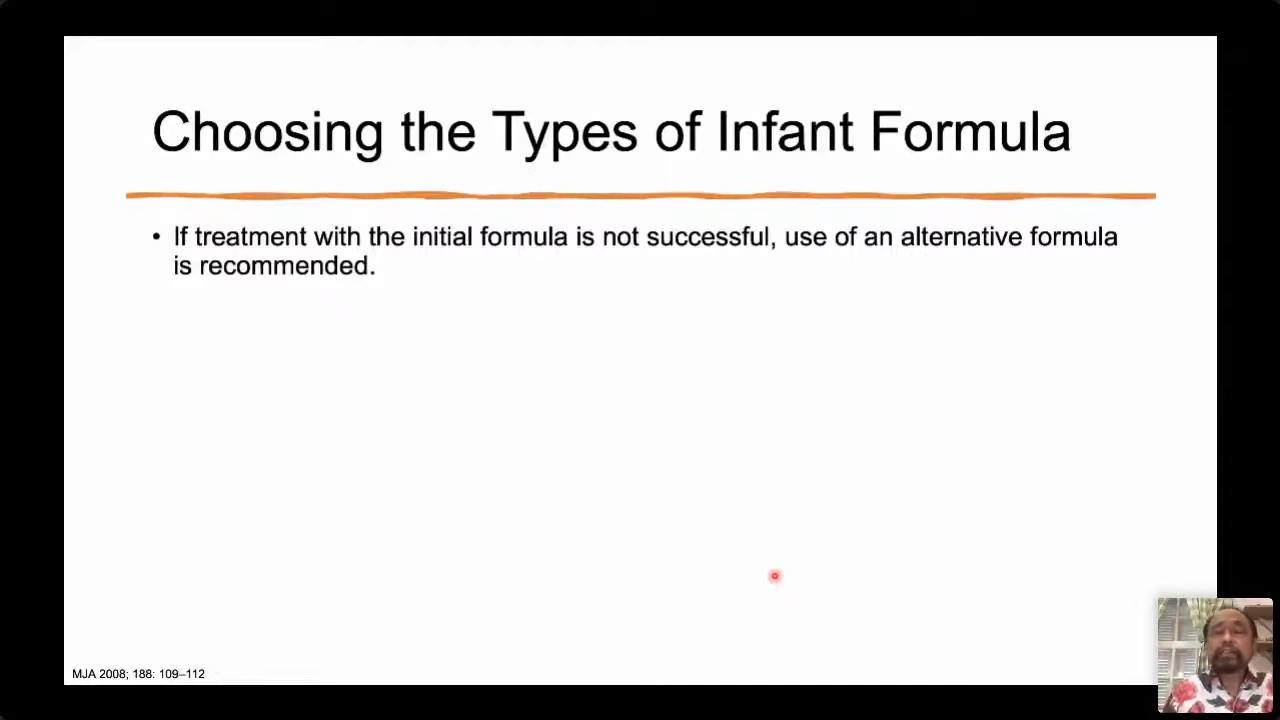 Choosing the Types of Infant Formula
• If treatment with the initial formula is not successful, use of an alternative formula
is recommended.
MJA 2008; 188: 109–112